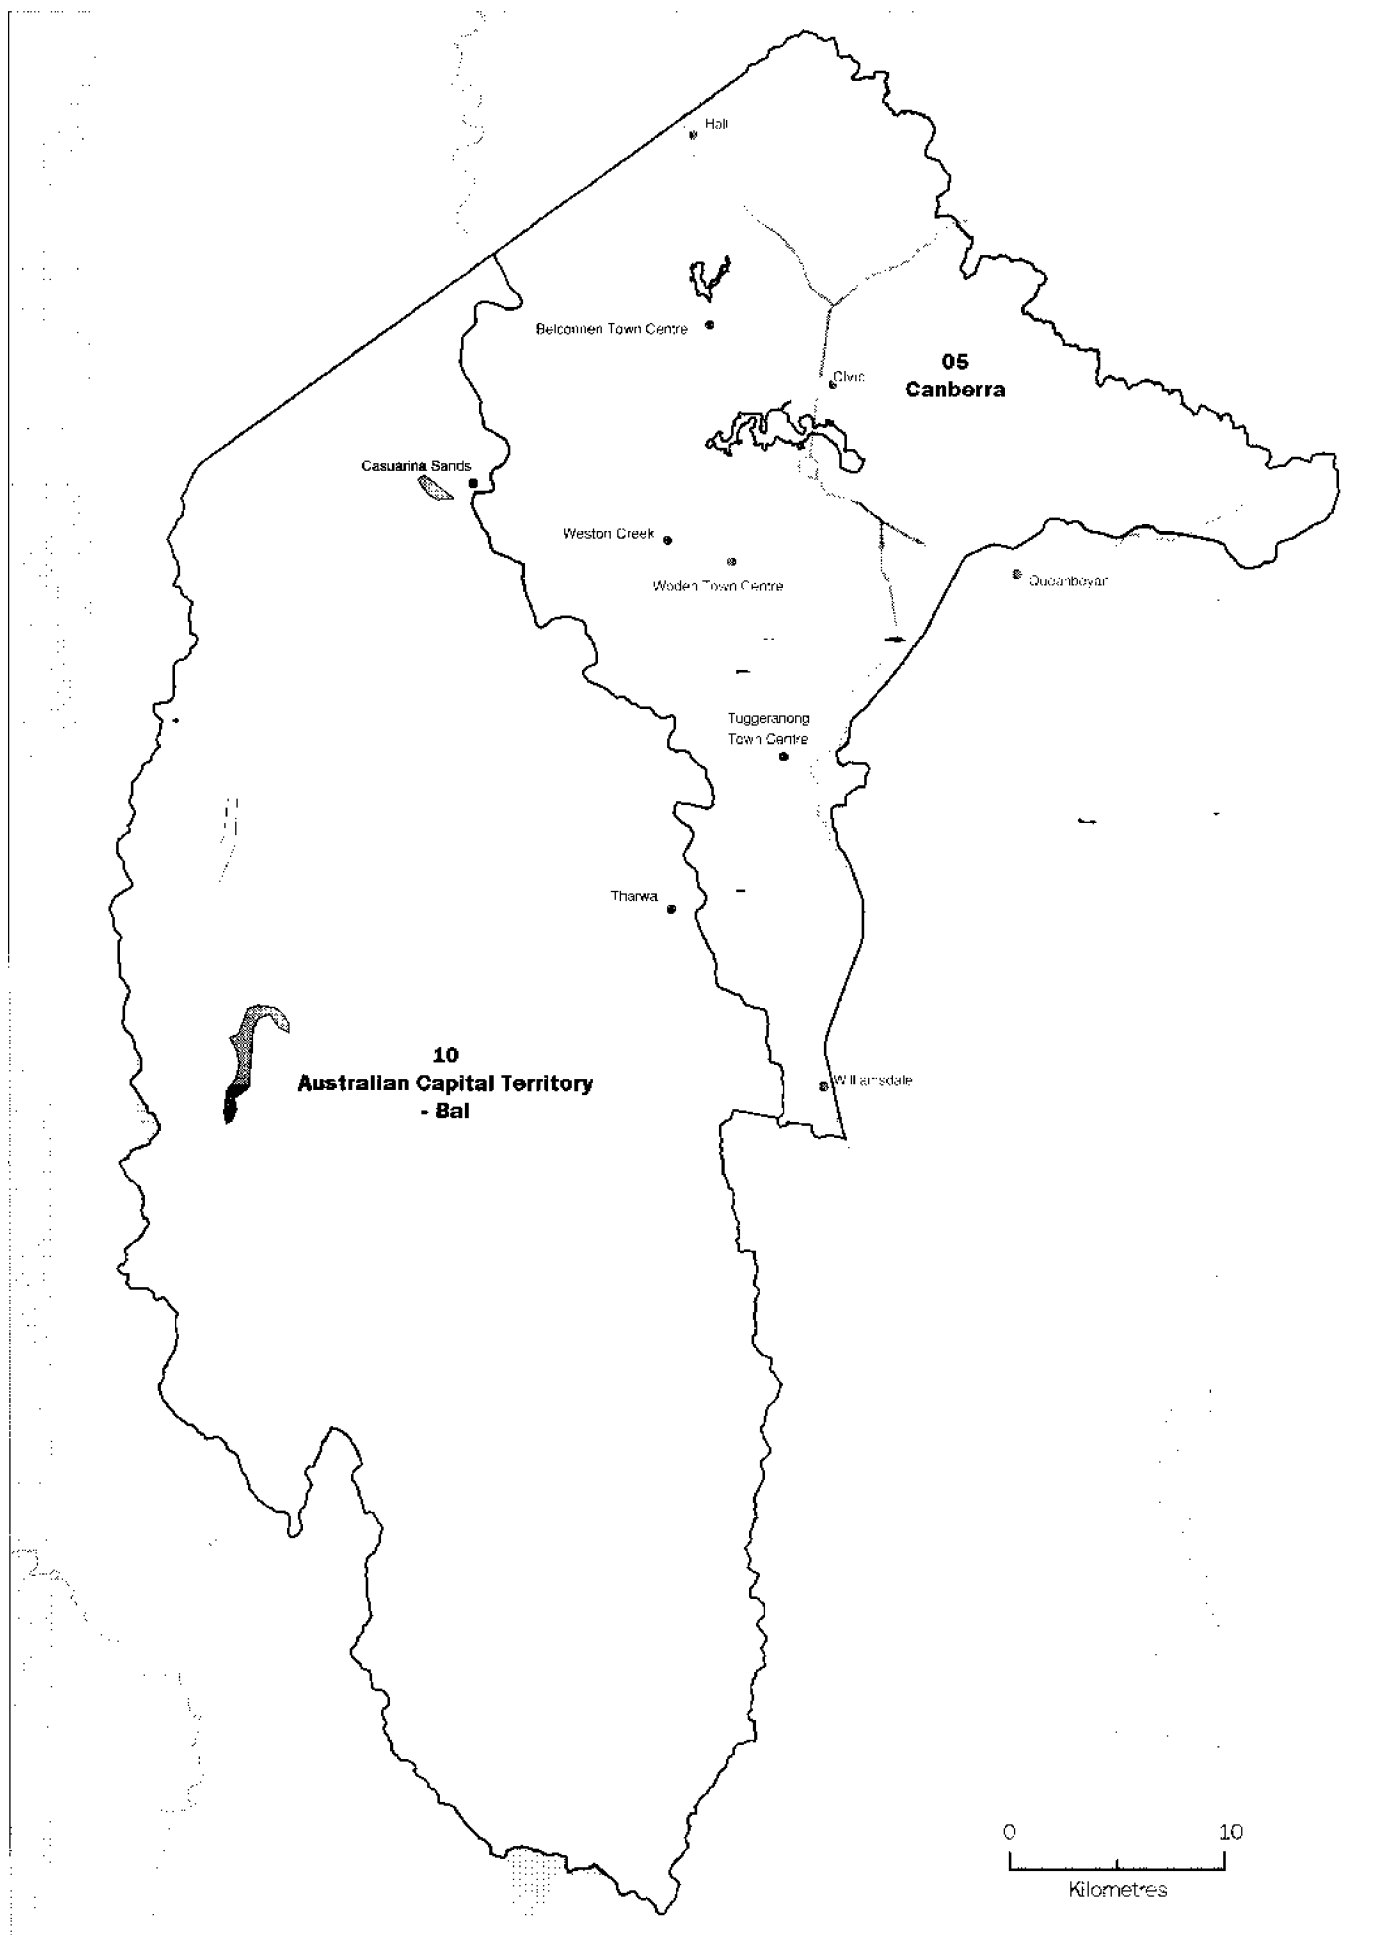 Hall
Belconnen Town Centre
05
Canberra
Civic
Casuarina Sands
Weston Creek
Woden Town Centre
Queanbeyan
Tuggeranong
Town Centre
Tharwa
10
Australian Capital Territory
- Bal
Williamsdale
0 10
Kilometres